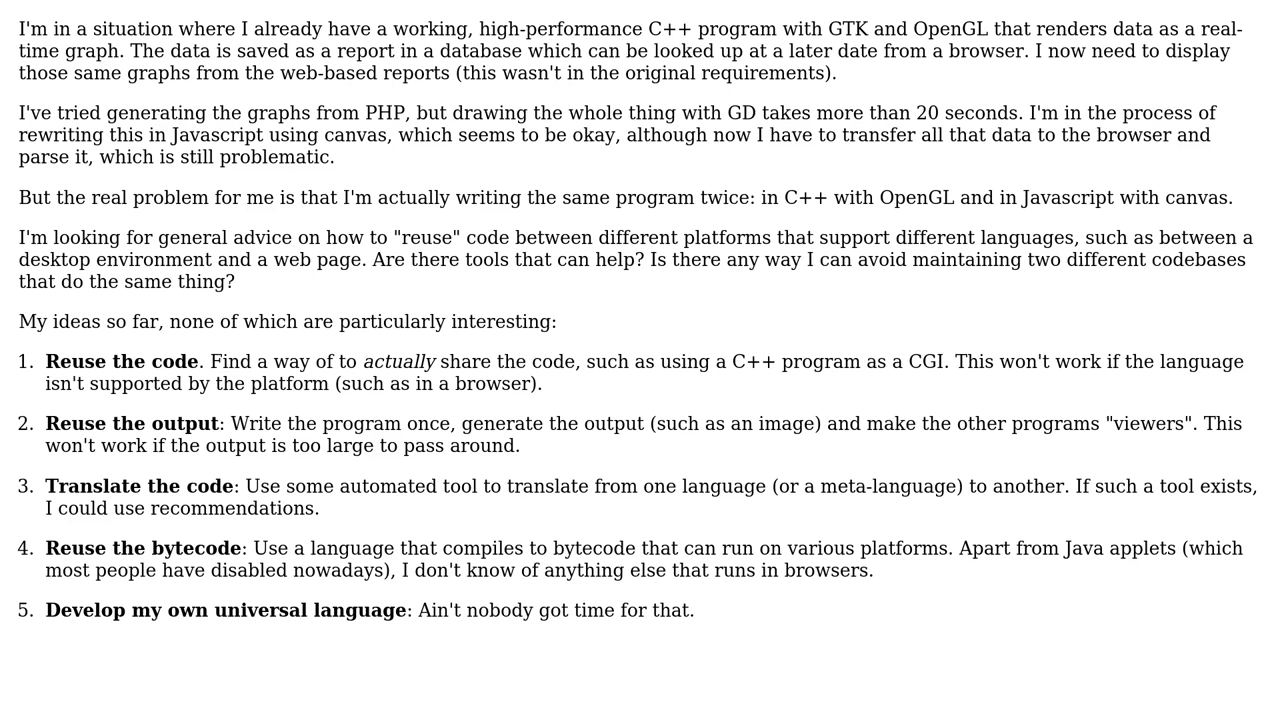 I'm in a situation where I already have a working, high-performance C++ program with GTK and OpenGL that renders data as a real-
time graph. The data is saved as a report in a database which can be looked up at a later date from a browser. I now need to display
those same graphs from the web-based reports (this wasn't in the original requirements).
I've tried generating the graphs from PHP, but drawing the whole thing with GD takes more than 20 seconds. I'm in the process of
rewriting this in Javascript using canvas, which seems to be okay, although now I have to transfer all that data to the browser and
parse it, which is still problematic.
But the real problem for me is that I'm actually writing the same program twice: in C++ with OpenGL and in Javascript with canvas.
I'm looking for general advice on how to "reuse" code between different platforms that support different languages, such as between a
desktop environment and a web page. Are there tools that can help? Is there any way I can avoid maintaining two different codebases
that do the same thing?
My ideas so far, none of which are particularly interesting:
1. Reuse the code. Find a way of to actually share the code, such as using a C++ program as a CGI. This won't work if the language
isn't supported by the platform (such as in a browser).
2. Reuse the output: Write the program once, generate the output (such as an image) and make the other programs "viewers". This
won't work if the output is too large to pass around.
3. Translate the code: Use some automated tool to translate from one language (or a meta-language) to another. If such a tool exists,
I could use recommendations.
4. Reuse the bytecode: Use a language that compiles to bytecode that can run on various platforms. Apart from Java applets (which
most people have disabled nowadays), I don't know of anything else that runs in browsers.
5. Develop my own universal language: Ain't nobody got time for that.